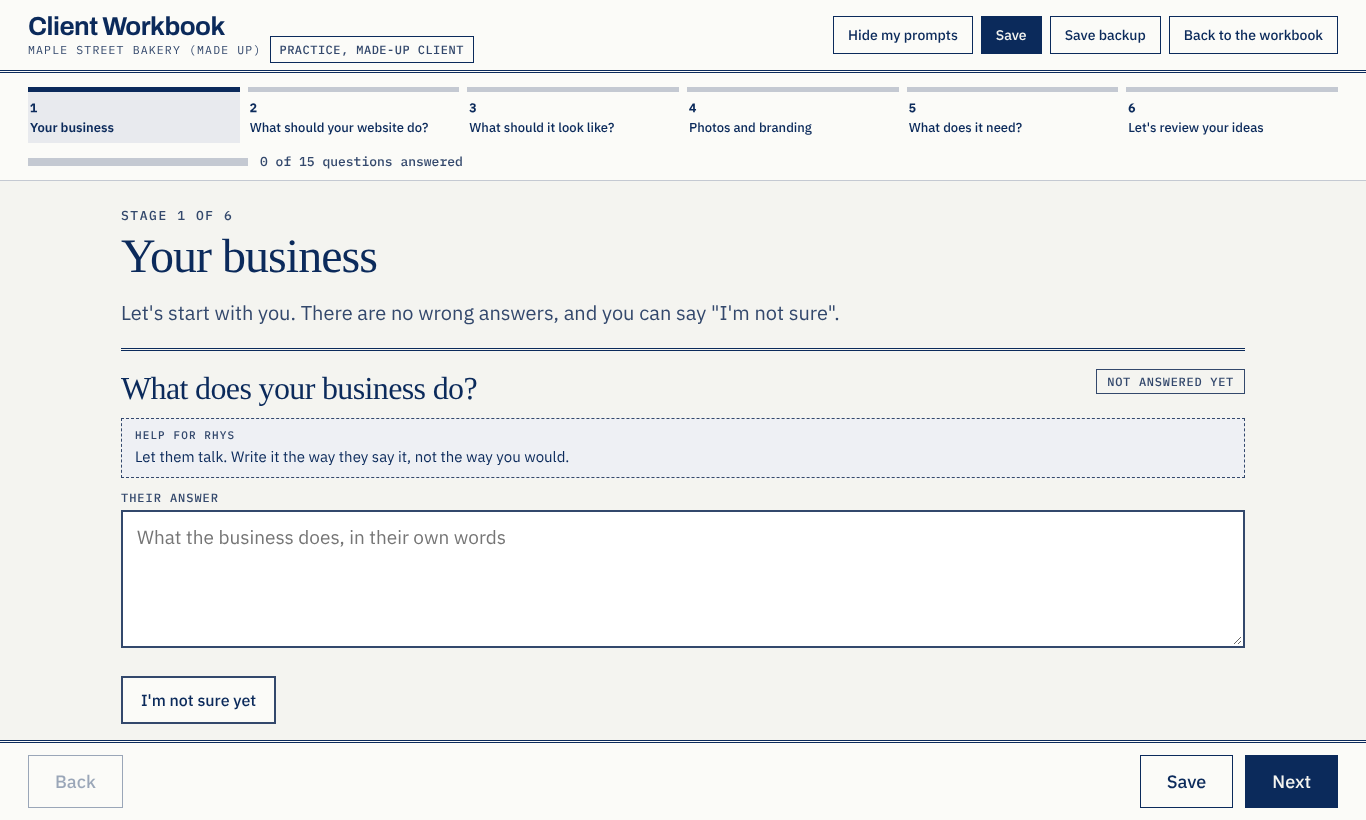 Client Workbook
MAPLE STREET BAKERY (MADE UP)
PRACTICE, MADE-UP CLIENT
Hide my prompts
Save
Save backup
Back to the workbook
1
Your business
2
What should your website do?
3
What should it look like?
4
Photos and branding
5
What does it need?
6
Let's review your ideas
0 of 15 questions answered
STAGE 1 OF 6
Your business
Let's start with you. There are no wrong answers, and you can say "I'm not sure".
What does your business do?
NOT ANSWERED YET
HELP FOR RHYS
Let them talk. Write it the way they say it, not the way you would.
THEIR ANSWER
What the business does, in their own words
I'm not sure yet
Back
Save
Next